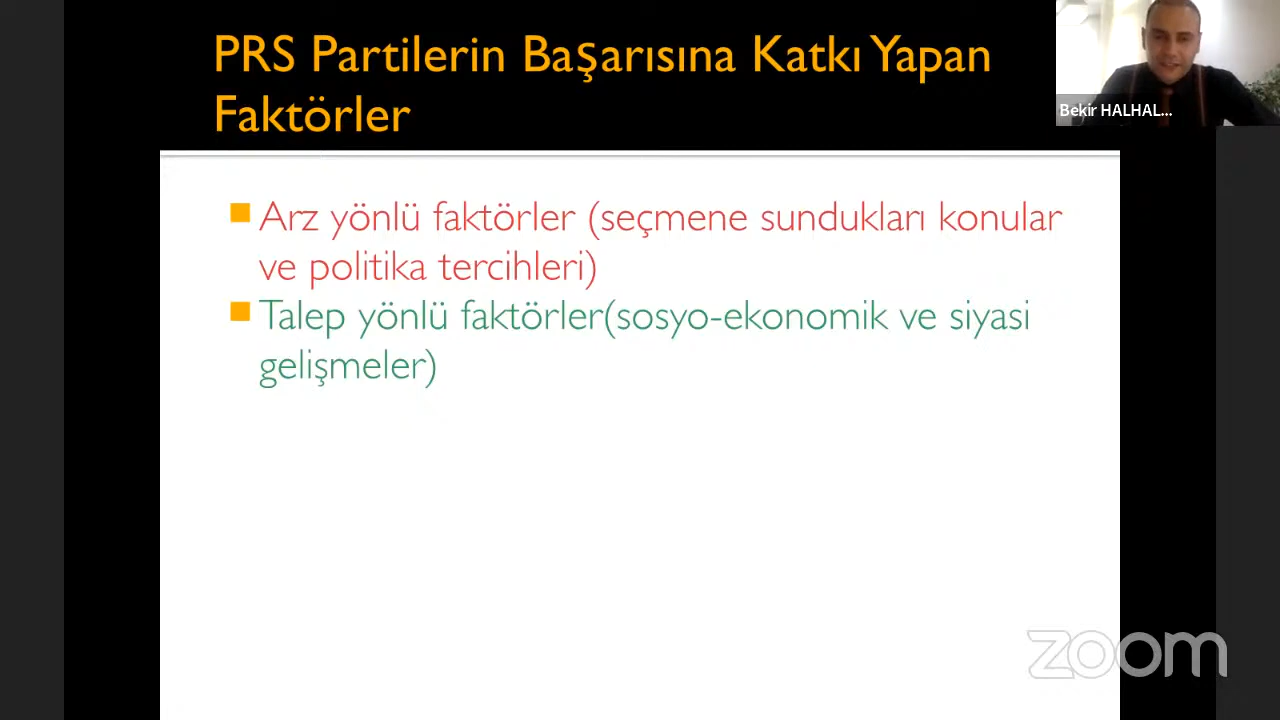 PRS Partilerin Başarısına Katkı Yapan
Faktörler
Bekir HALHAL...
Arz yönlü faktörler (seçmene sundukları konular
ve politika tercihleri)
Talep yönlü faktörler(sosyo-ekonomik ve siyasi
gelişmeler)
zoom